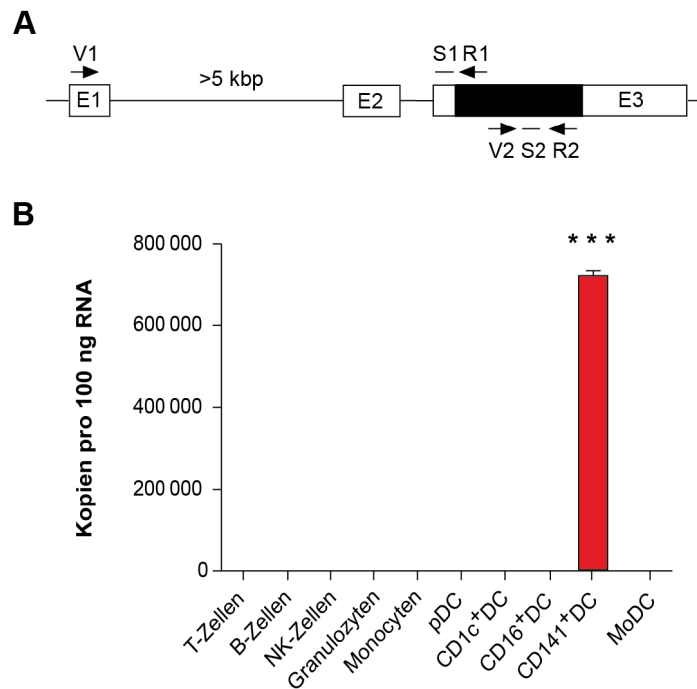 A
V1
S1 R1
>5 kbp
E1
E2
E3
V2 S2 R2
B
Kopien pro 100 ng RNA
800 000
600 000
400 000
200 000
0
***
T-Zellen
B-Zellen
NK-Zellen
Granulozyten
Monocyten
pDC
CD1c⁺DC
CD16⁺DC
CD141⁺DC
MoDC